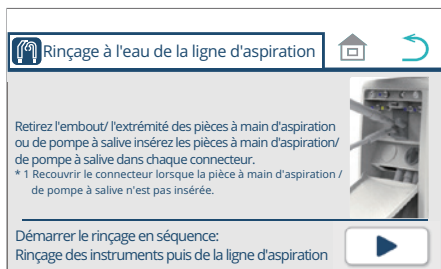 Rinçage à l'eau de la ligne d'aspiration
Retirez l'embout/ l'extrémité des pièces à main d'aspiration
ou de pompe à salive insérez les pièces à main d'aspiration/
de pompe à salive dans chaque connecteur.
* 1 Recouvrir le connecteur lorsque la pièce à main d'aspiration /
de pompe à salive n'est pas insérée.
Démarrer le rinçage en séquence:
Rinçage des instruments puis de la ligne d'aspiration